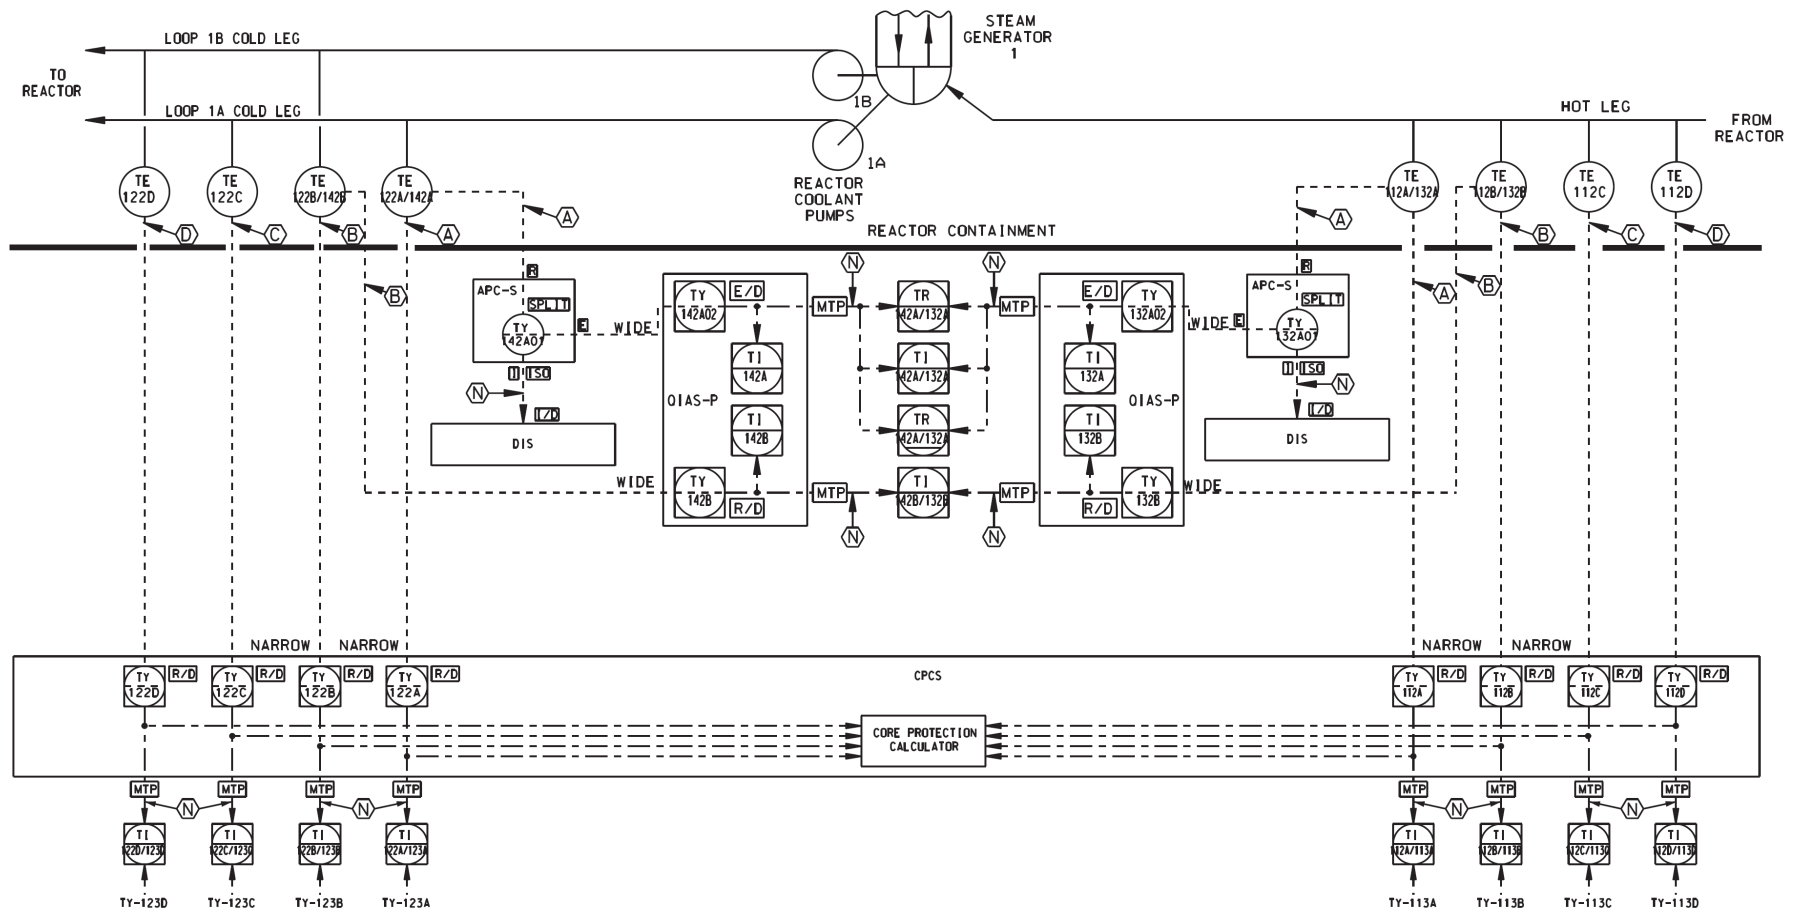 STEAM
GENERATOR
1
LOOP 1B COLD LEG
TO
REACTOR
1B
LOOP 1A COLD LEG
HOT LEG
FROM
REACTOR
1A
REACTOR
COOLANT
PUMPS
TE
122D
TE
122C
TE
122B/142B
TE
122A/142A
TE
112A/132A
TE
112B/132B
TE
112C
TE
112D
A
A
D
C
B
A
B
C
D
REACTOR CONTAINMENT
B
A
B
N
N
R
APC-S
SPLIT
TY
142A01
E
WIDE
I
ISO
N
I/D
DIS
TY
142A02
E/D
MTP
TI
142A
QIAS-P
TI
142B
WIDE
TY
142B
R/D
MTP
TR
142A/132A
TI
142A/132A
TR
142A/132A
TI
142B/132B
N
N
MTP
E/D
TY
132A02
TI
132A
QIAS-P
TI
132B
MTP
R/D
TY
132B
WIDE
R
APC-S
SPLIT
WIDE
E
TY
132A01
I
ISO
N
I/D
DIS
NARROW
NARROW
NARROW
NARROW
CPCS
TY
122D
R/D
TY
122C
R/D
TY
122B
R/D
TY
122A
R/D
TY
112A
R/D
TY
112B
R/D
TY
112C
R/D
TY
112D
R/D
CORE PROTECTION
CALCULATOR
MTP
MTP
MTP
MTP
MTP
MTP
MTP
MTP
N
N
N
N
TI
122D/123D
TI
122C/123C
TI
122B/123B
TI
122A/123A
TI
112A/113A
TI
112B/113B
TI
112C/113C
TI
112D/113D
TY-123D
TY-123C
TY-123B
TY-123A
TY-113A
TY-113B
TY-113C
TY-113D